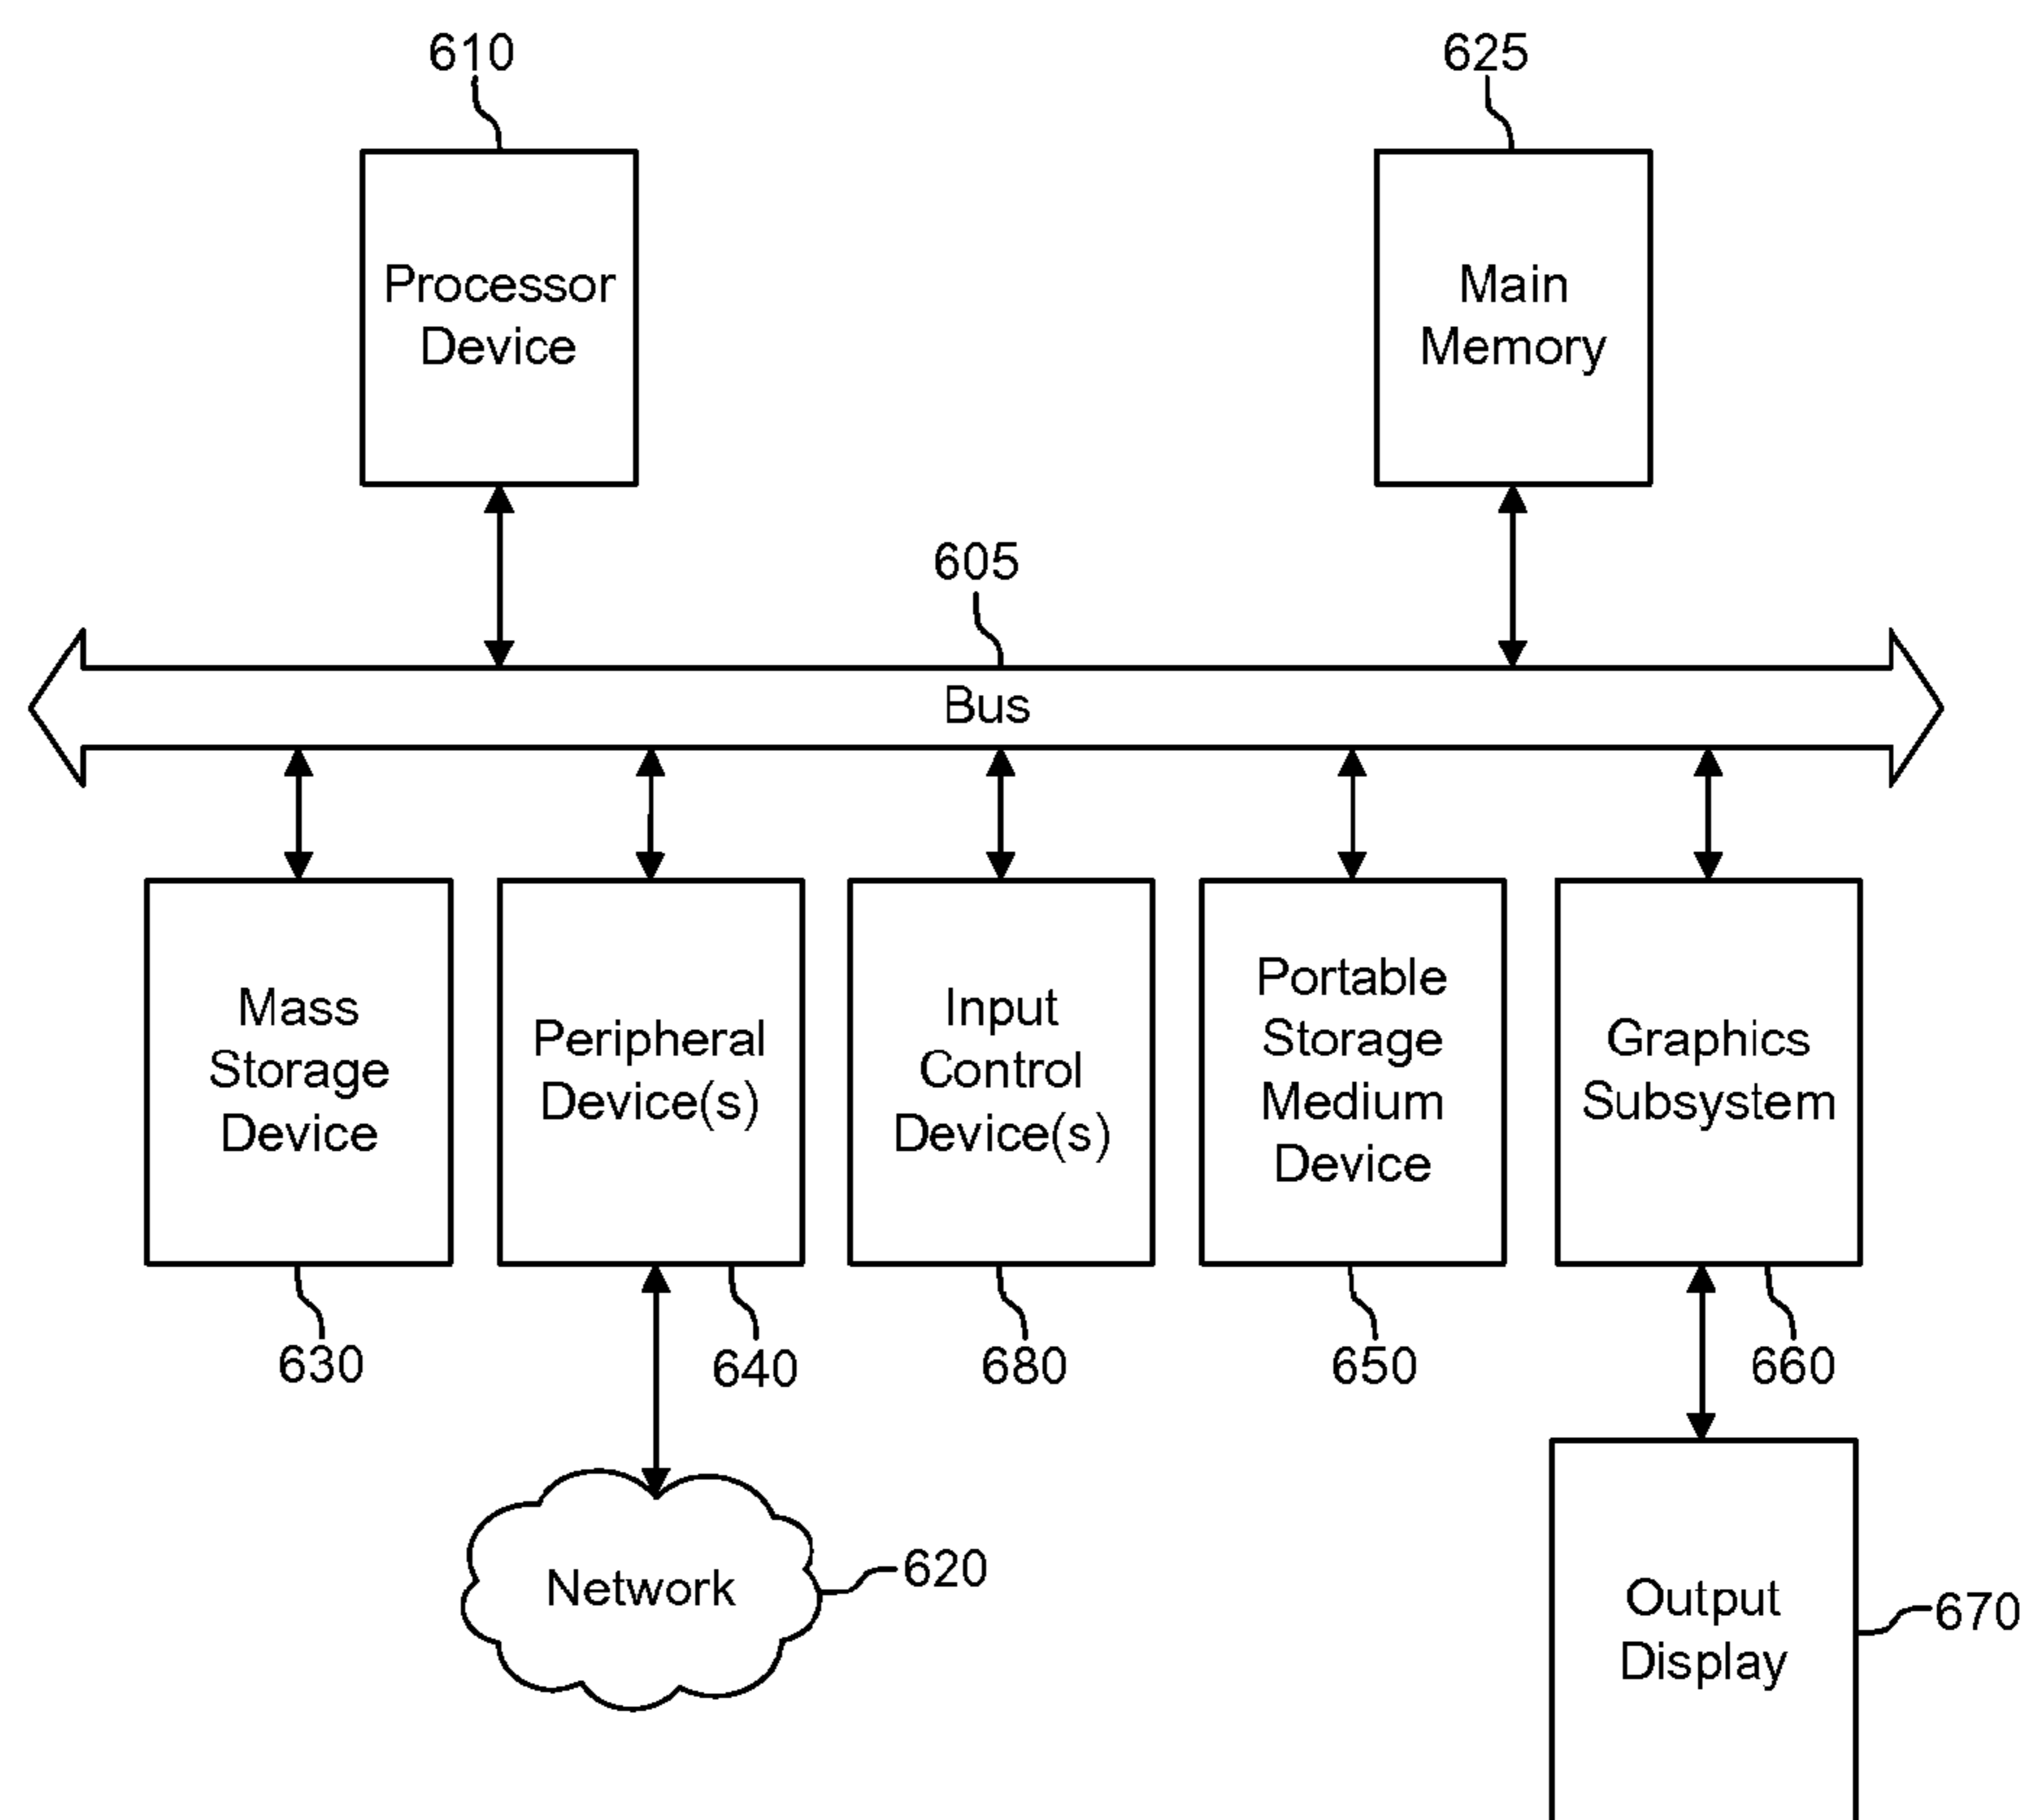 610
625
Processor
Device
Main
Memory
605
Bus
Mass
Storage
Device
Peripheral
Device(s)
Input
Control
Device(s)
Portable
Storage
Medium
Device
Graphics
Subsystem
630
640
680
650
660
Network
620
Output
Display
670